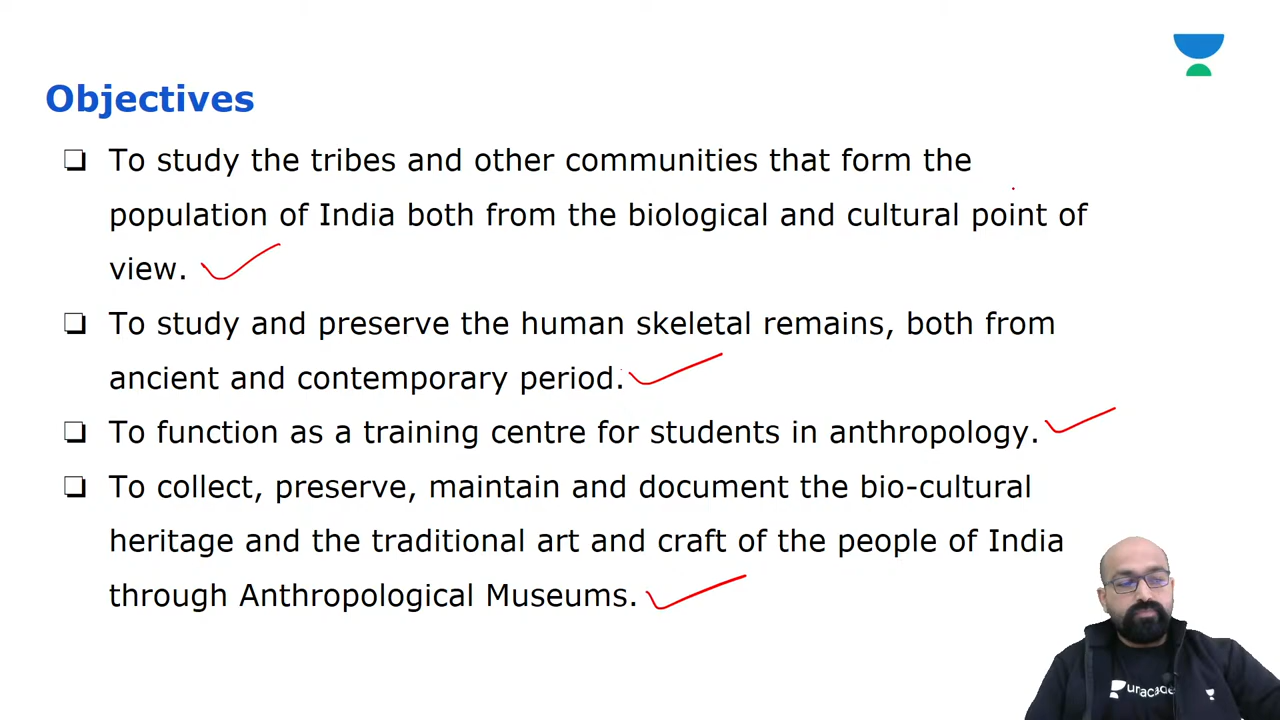 Objectives
❏ To study the tribes and other communities that form the
population of India both from the biological and cultural point of
view.
❏ To study and preserve the human skeletal remains, both from
ancient and contemporary period.
❏ To function as a training centre for students in anthropology.
❏ To collect, preserve, maintain and document the bio-cultural
heritage and the traditional art and craft of the people of India
through Anthropological Museums.